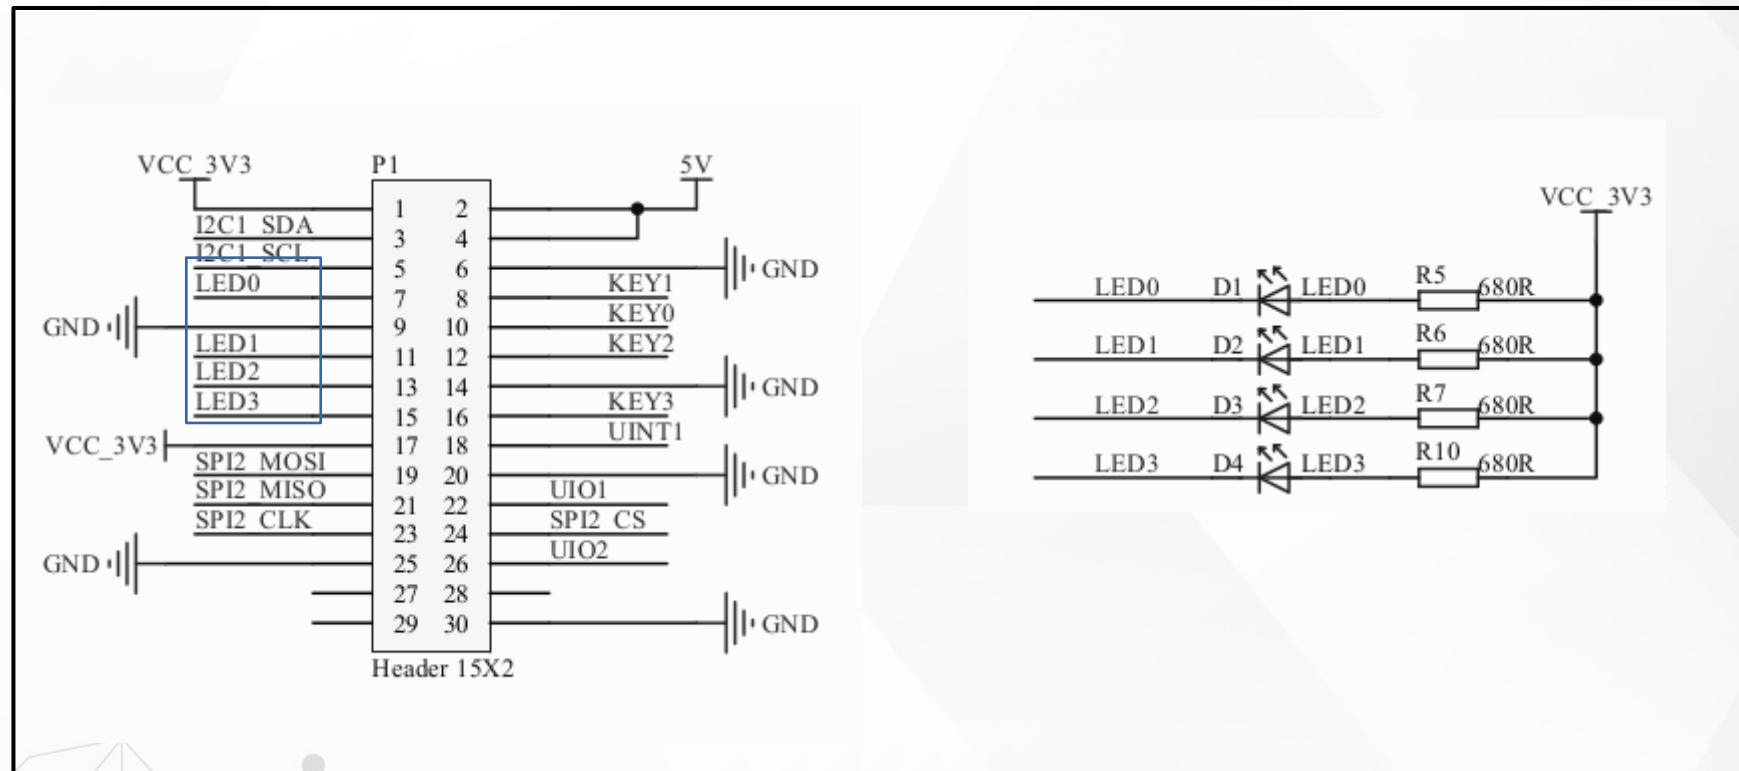 VCC_3V3 P1 5V
1 2
I2C1_SDA 3 4
I2C1_SCL 5 6 GND
LED0 7 8 KEY1
GND 9 10 KEY0
LED1 11 12 KEY2
LED2 13 14 GND
LED3 15 16 KEY3
VCC_3V3 17 18 UINT1
SPI2_MOSI 19 20 GND
SPI2_MISO 21 22 UIO1
SPI2_CLK 23 24 SPI2_CS
GND 25 26 UIO2
27 28
29 30 GND
Header 15X2
VCC_3V3
LED0 D1 LED0 R5 680R
LED1 D2 LED1 R6 680R
LED2 D3 LED2 R7 680R
LED3 D4 LED3 R10 680R